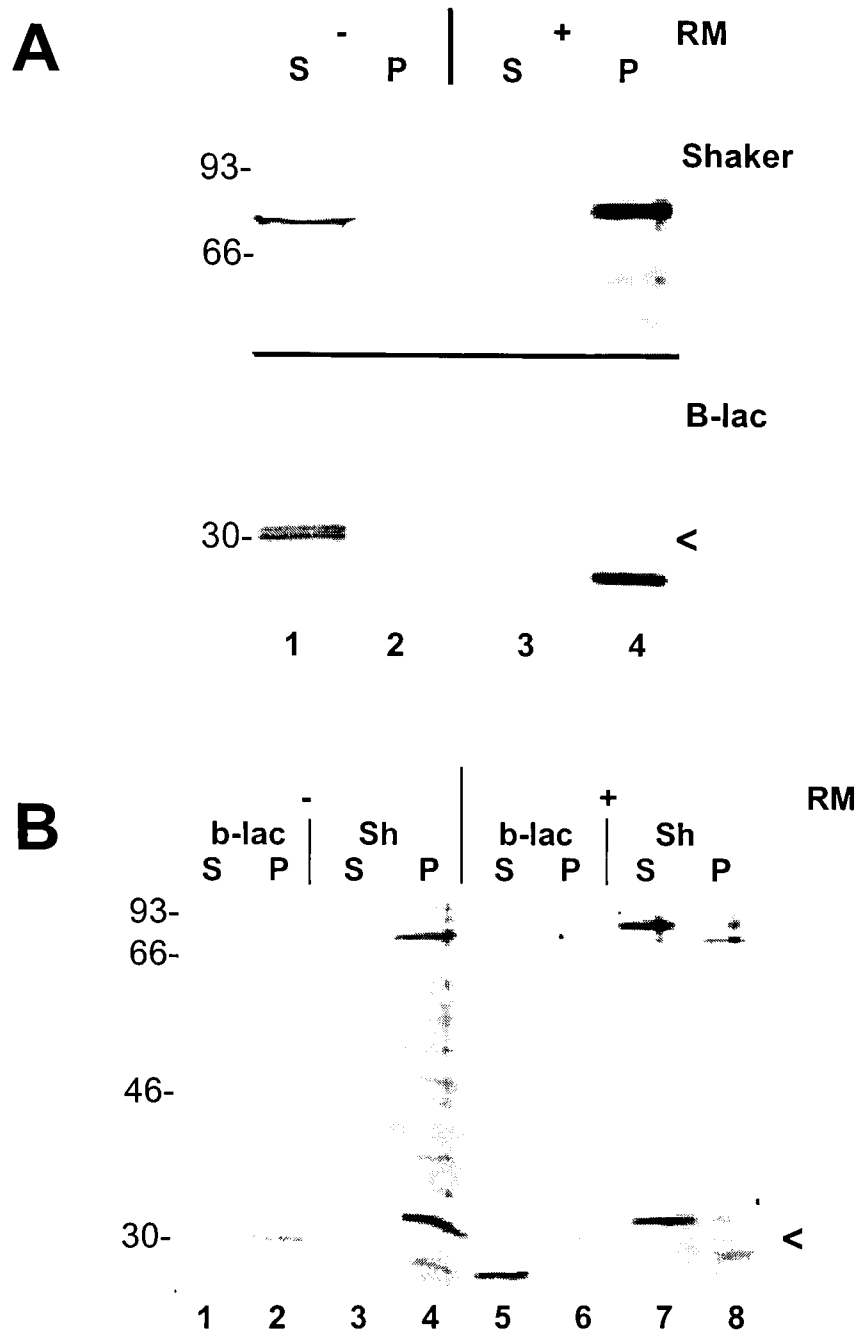 A
- + RM
S P S P
93-
Shaker
66-
B-lac
30- <
1 2 3 4
B
- + RM
b-lac Sh b-lac Sh
S P S P S P S P
93-
66-
46-
30- <
1 2 3 4 5 6 7 8